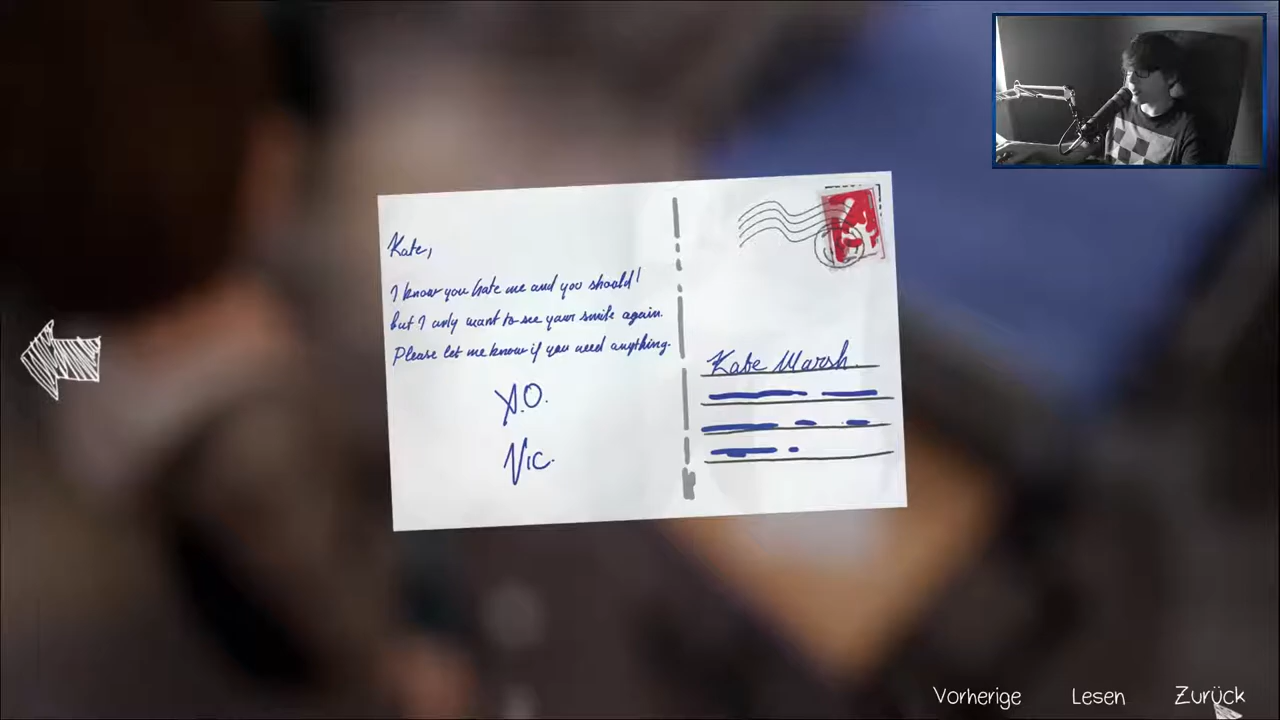 Kate,
I know you hate me and you should!
but I only want to see your smile again.
Please let me know if you need anything.
X.O.
Vic.
Kate Marsh
Vorherige Lesen Zurück